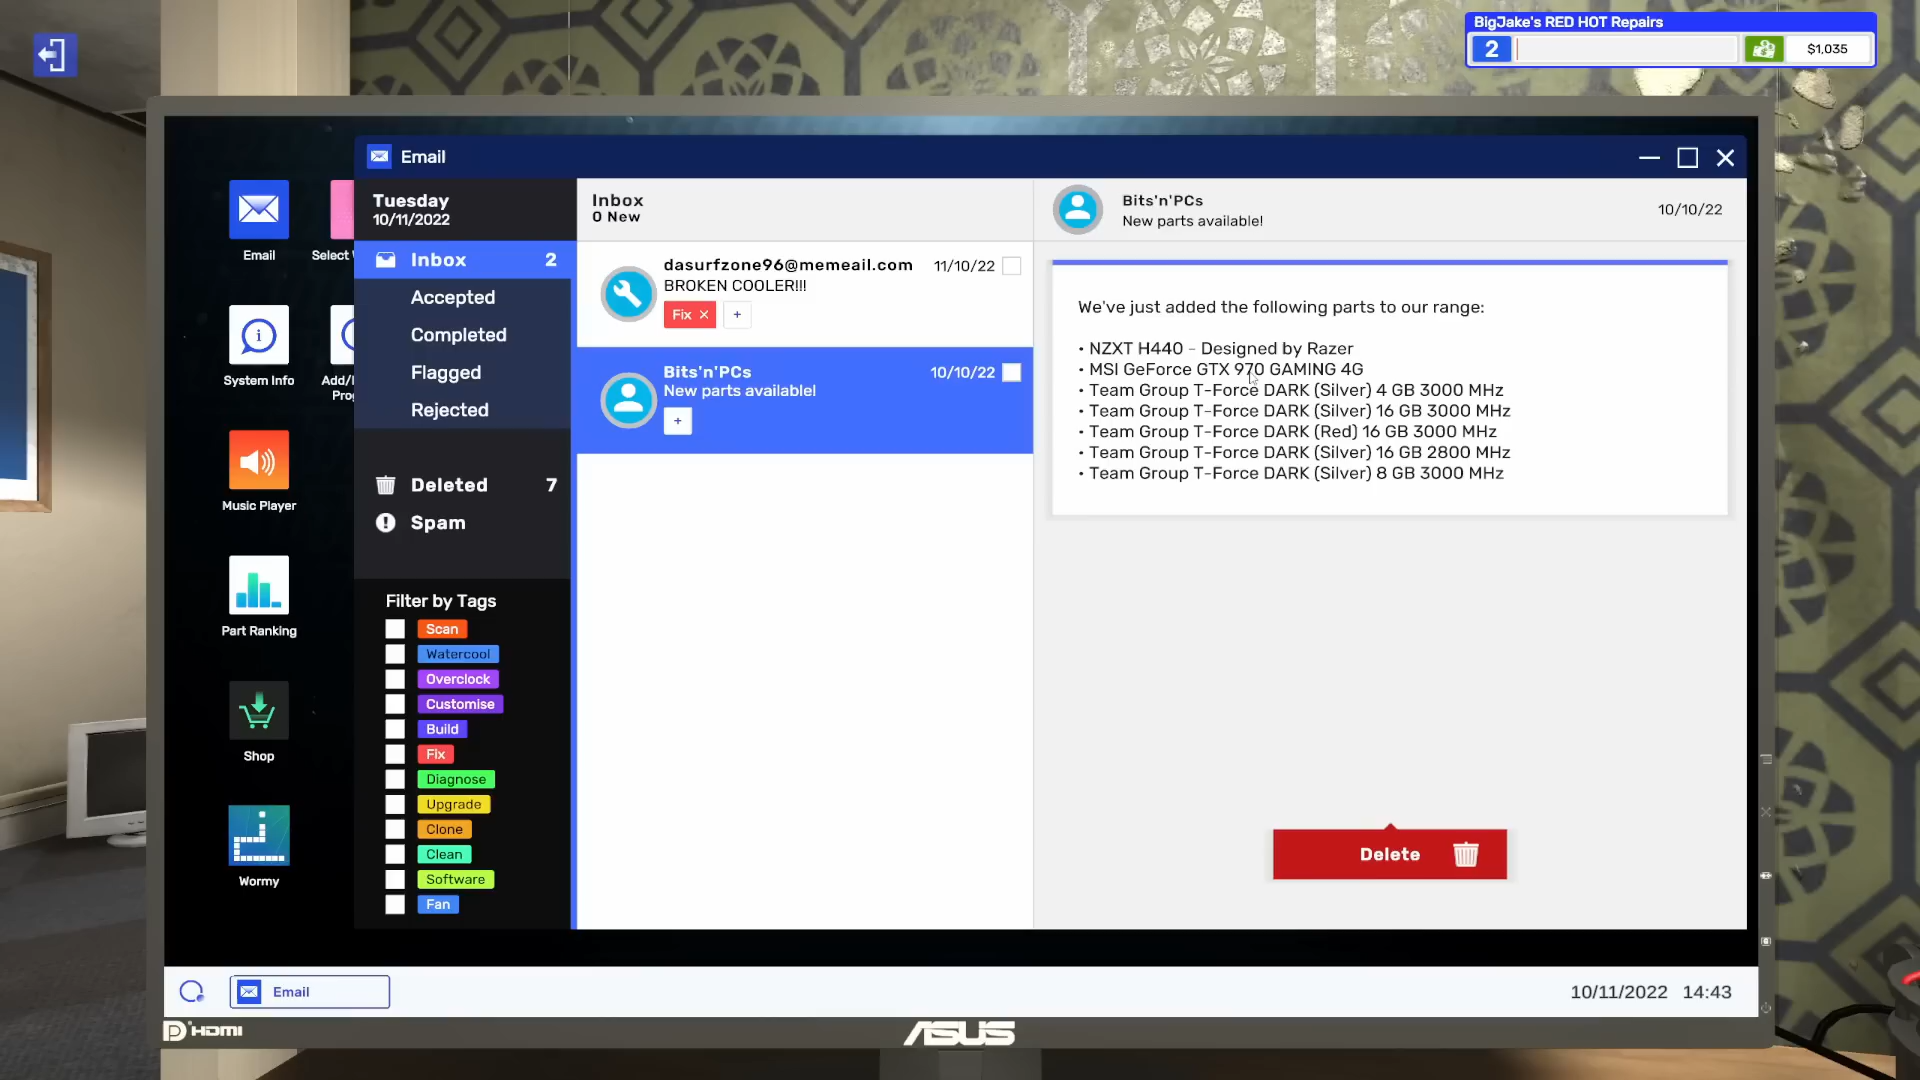 BigJake's RED HOT Repairs
2
$1,035
Email
Tuesday
10/11/2022
Inbox
0 New
Bits'n'PCs
New parts available!
10/10/22
Email
Select
System Info
Add/
Prog
Music Player
Part Ranking
Shop
Wormy
Inbox 2
Accepted
Completed
Flagged
Rejected
Deleted 7
Spam
Filter by Tags
Scan
Watercool
Overclock
Customise
Build
Fix
Diagnose
Upgrade
Clone
Clean
Software
Fan
dasurfzone96@memeail.com 11/10/22
BROKEN COOLER!!!
Fix × +
Bits'n'PCs 10/10/22
New parts available!
+
We've just added the following parts to our range:
• NZXT H440 - Designed by Razer
• MSI GeForce GTX 970 GAMING 4G
• Team Group T-Force DARK (Silver) 4 GB 3000 MHz
• Team Group T-Force DARK (Silver) 16 GB 3000 MHz
• Team Group T-Force DARK (Red) 16 GB 3000 MHz
• Team Group T-Force DARK (Silver) 16 GB 2800 MHz
• Team Group T-Force DARK (Silver) 8 GB 3000 MHz
Delete
Email
10/11/2022 14:43
HDMI
ASUS